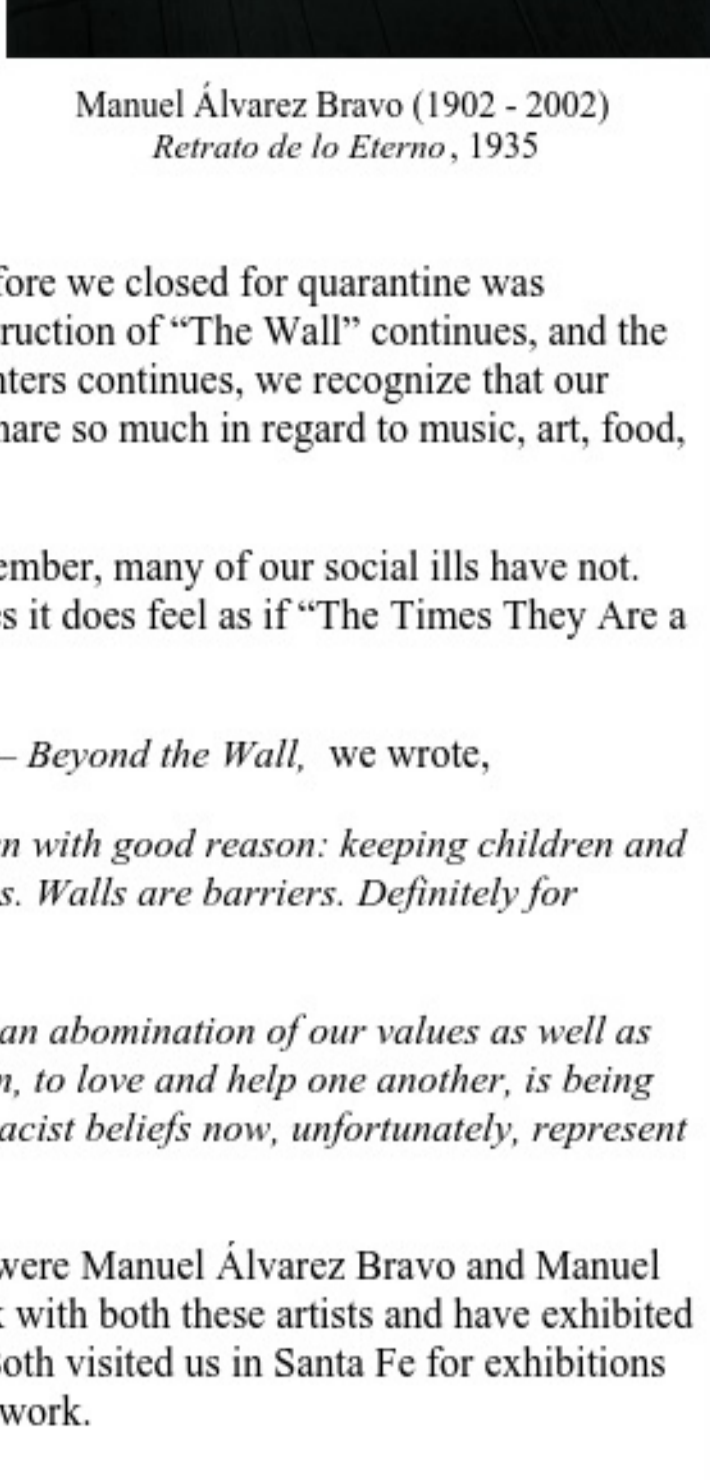 Manuel Álvarez Bravo (1902 - 2002)
Retrato de lo Eterno, 1935
fore we closed for quarantine was
ruction of “The Wall” continues, and the
nters continues, we recognize that our
hare so much in regard to music, art, food,
ember, many of our social ills have not.
s it does feel as if “The Times They Are a
– Beyond the Wall, we wrote,
n with good reason: keeping children and
s. Walls are barriers. Definitely for
an abomination of our values as well as
n, to love and help one another, is being
acist beliefs now, unfortunately, represent
were Manuel Álvarez Bravo and Manuel
with both these artists and have exhibited
Both visited us in Santa Fe for exhibitions
work.